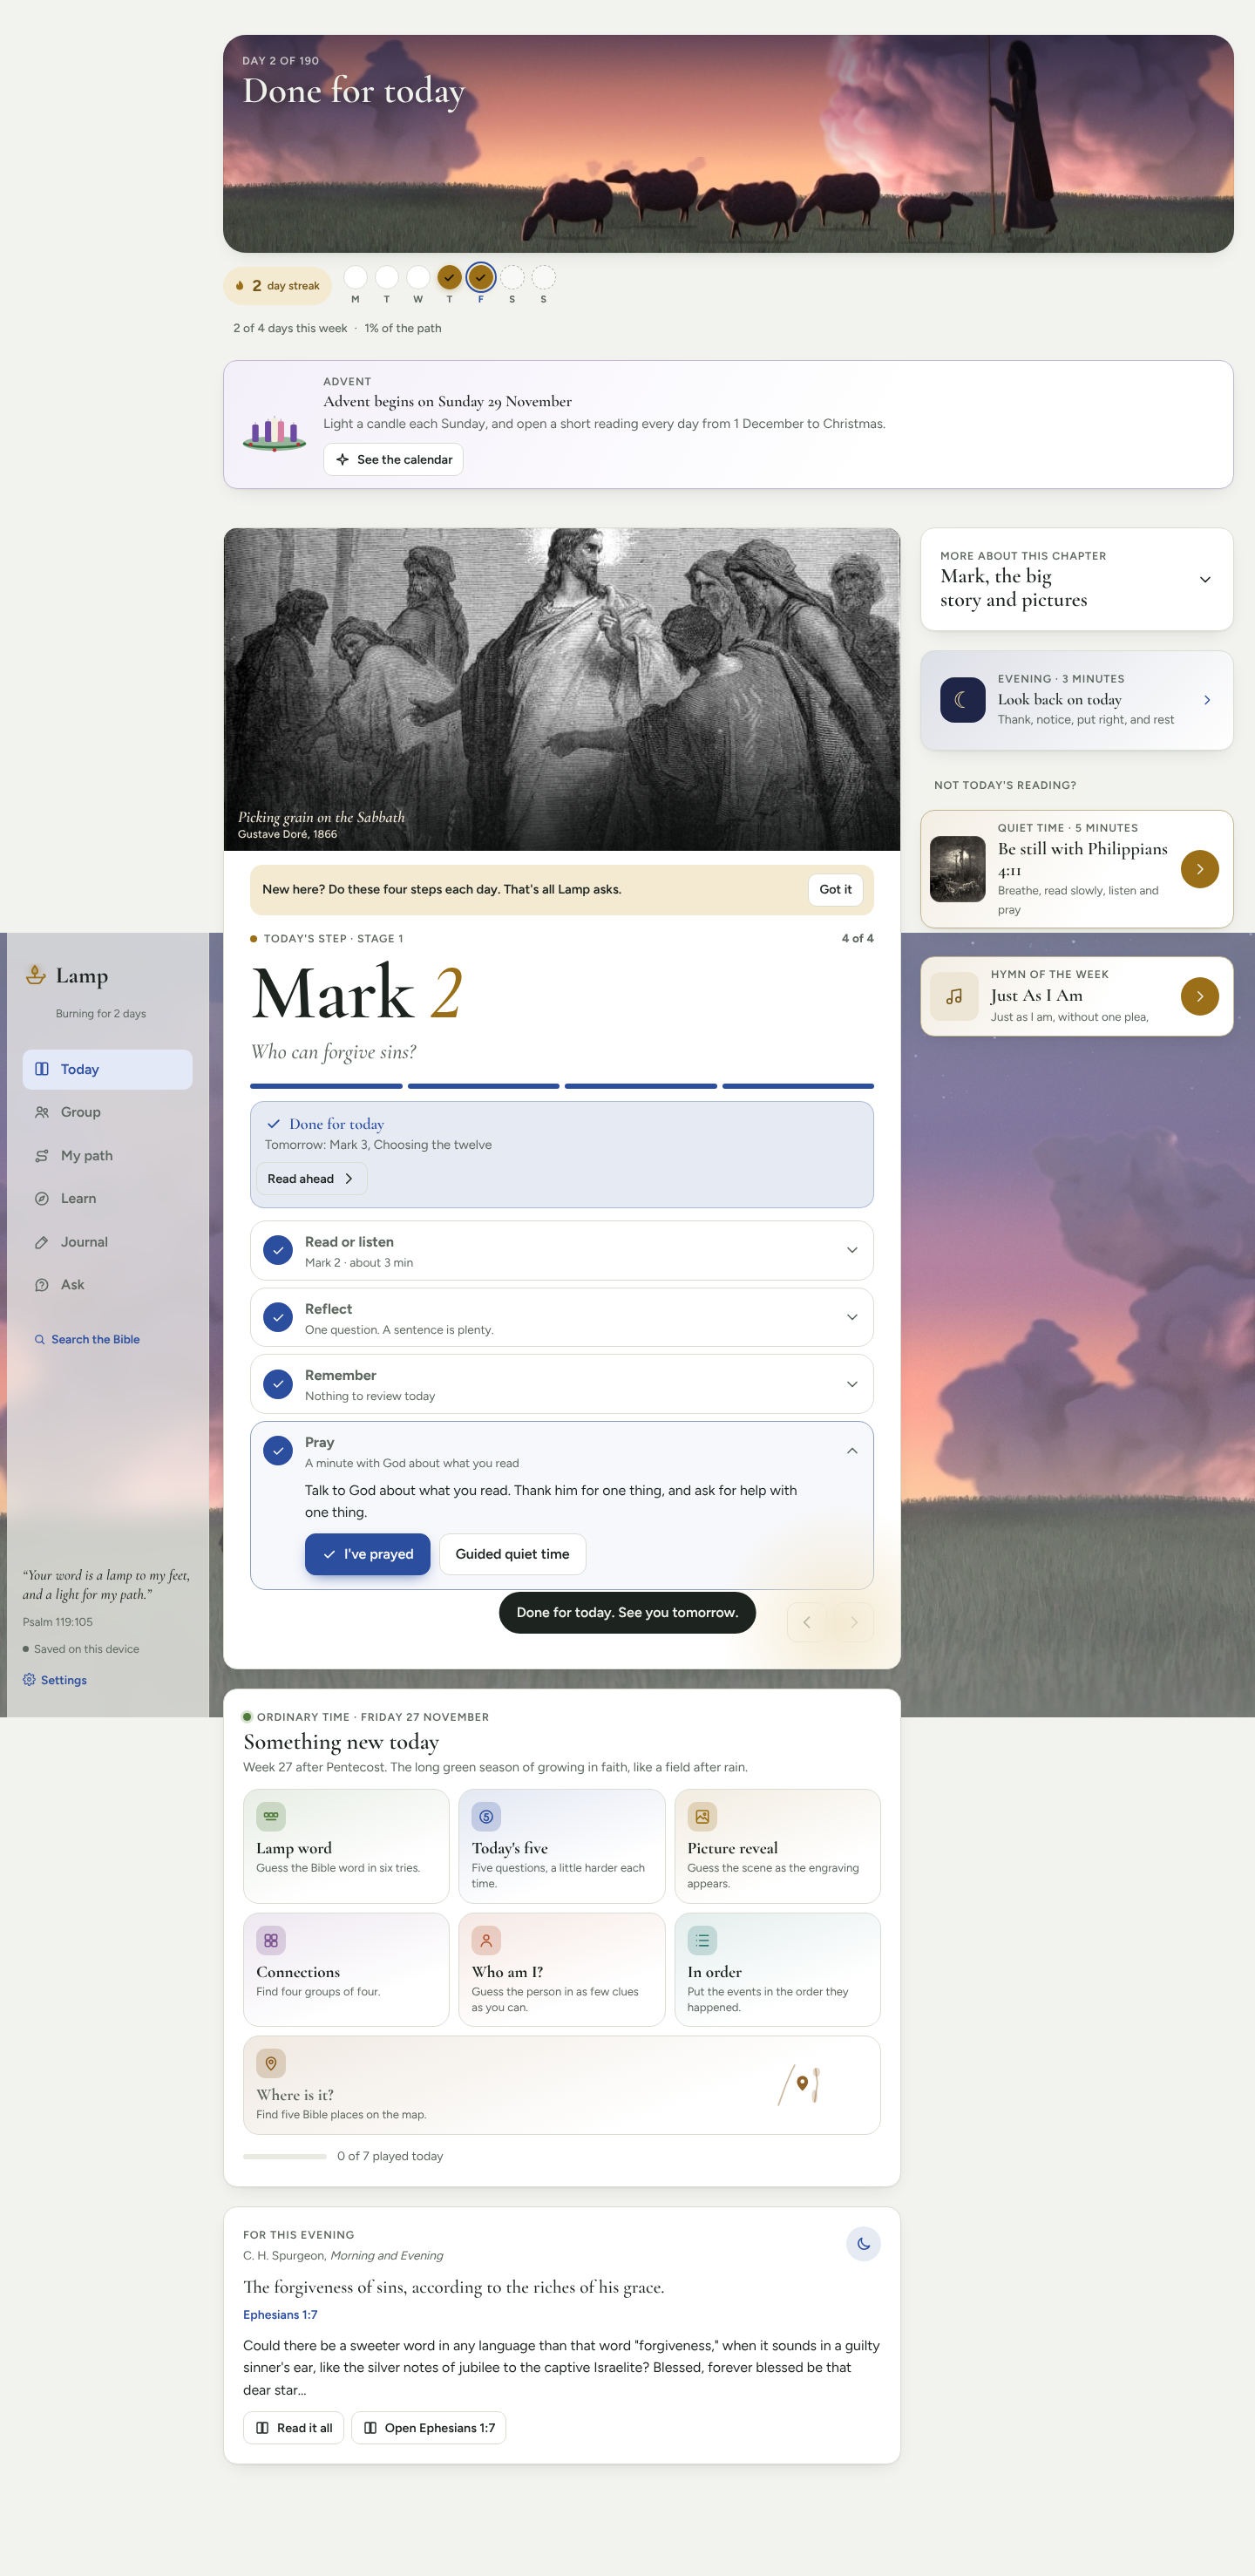 DAY 2 OF 190
Done for today
2 day streak
M T W T F S S
2 of 4 days this week · 1% of the path
ADVENT
Advent begins on Sunday 29 November
Light a candle each Sunday, and open a short reading every day from 1 December to Christmas.
See the calendar
Picking grain on the Sabbath
Gustave Doré, 1866
New here? Do these four steps each day. That's all Lamp asks.
Got it
TODAY'S STEP · STAGE 1
4 of 4
Mark 2
Who can forgive sins?
Done for today
Tomorrow: Mark 3, Choosing the twelve
Read ahead
Read or listen
Mark 2 · about 3 min
Reflect
One question. A sentence is plenty.
Remember
Nothing to review today
Pray
A minute with God about what you read
Talk to God about what you read. Thank him for one thing, and ask for help with
one thing.
I've prayed
Guided quiet time
Done for today. See you tomorrow.
MORE ABOUT THIS CHAPTER
Mark, the big
story and pictures
EVENING · 3 MINUTES
Look back on today
Thank, notice, put right, and rest
NOT TODAY'S READING?
QUIET TIME · 5 MINUTES
Be still with Philippians
4:11
Breathe, read slowly, listen and
pray
HYMN OF THE WEEK
Just As I Am
Just as I am, without one plea,
Lamp
Burning for 2 days
Today
Group
My path
Learn
Journal
Ask
Search the Bible
“Your word is a lamp to my feet,
and a light for my path.”
Psalm 119:105
Saved on this device
Settings
ORDINARY TIME · FRIDAY 27 NOVEMBER
Something new today
Week 27 after Pentecost. The long green season of growing in faith, like a field after rain.
Lamp word
Guess the Bible word in six tries.
5
Today's five
Five questions, a little harder each
time.
Picture reveal
Guess the scene as the engraving
appears.
Connections
Find four groups of four.
Who am I?
Guess the person in as few clues
as you can.
In order
Put the events in the order they
happened.
Where is it?
Find five Bible places on the map.
0 of 7 played today
FOR THIS EVENING
C. H. Spurgeon, Morning and Evening
The forgiveness of sins, according to the riches of his grace.
Ephesians 1:7
Could there be a sweeter word in any language than that word "forgiveness," when it sounds in a guilty
sinner's ear, like the silver notes of jubilee to the captive Israelite? Blessed, forever blessed be that
dear star…
Read it all
Open Ephesians 1:7